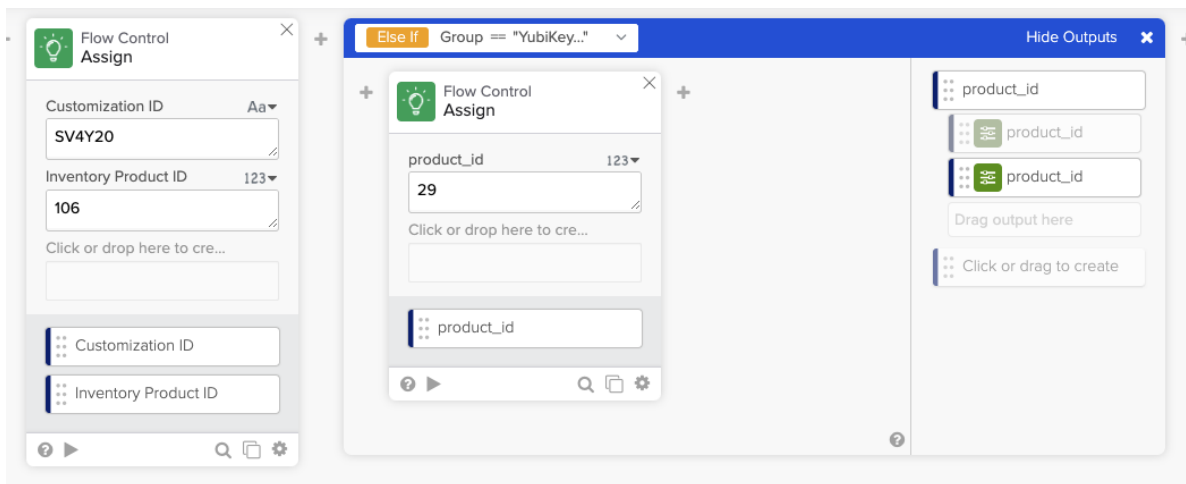 Flow Control
Assign
Customization ID Aa
SV4Y20
Inventory Product ID 123
106
Click or drop here to cre...
Customization ID
Inventory Product ID
Else If Group == "YubiKey..."
Hide Outputs
Flow Control
Assign
product_id 123
29
Click or drop here to cre...
product_id
product_id
product_id
product_id
Drag output here
Click or drag to create